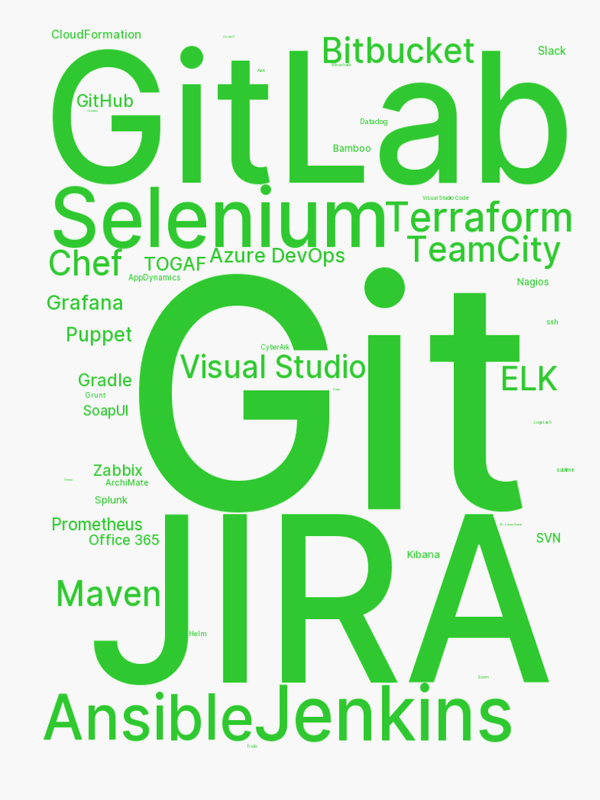 CloudFormation
Bitbucket
Slack
GitLab
GitHub
Datadog
Bamboo
Visual Studio Code
Selenium
Terraform
TeamCity
Chef
TOGAF
Azure DevOps
AppDynamics
Nagios
Grafana
ssh
Puppet
Git
CyberArk
Visual Studio
ELK
Gradle
Grunt
SoapUI
Zabbix
sublime
ArchiMate
Splunk
Prometheus
Office 365
SVN
JIRA
Kibana
Maven
Helm
Ansible
Jenkins